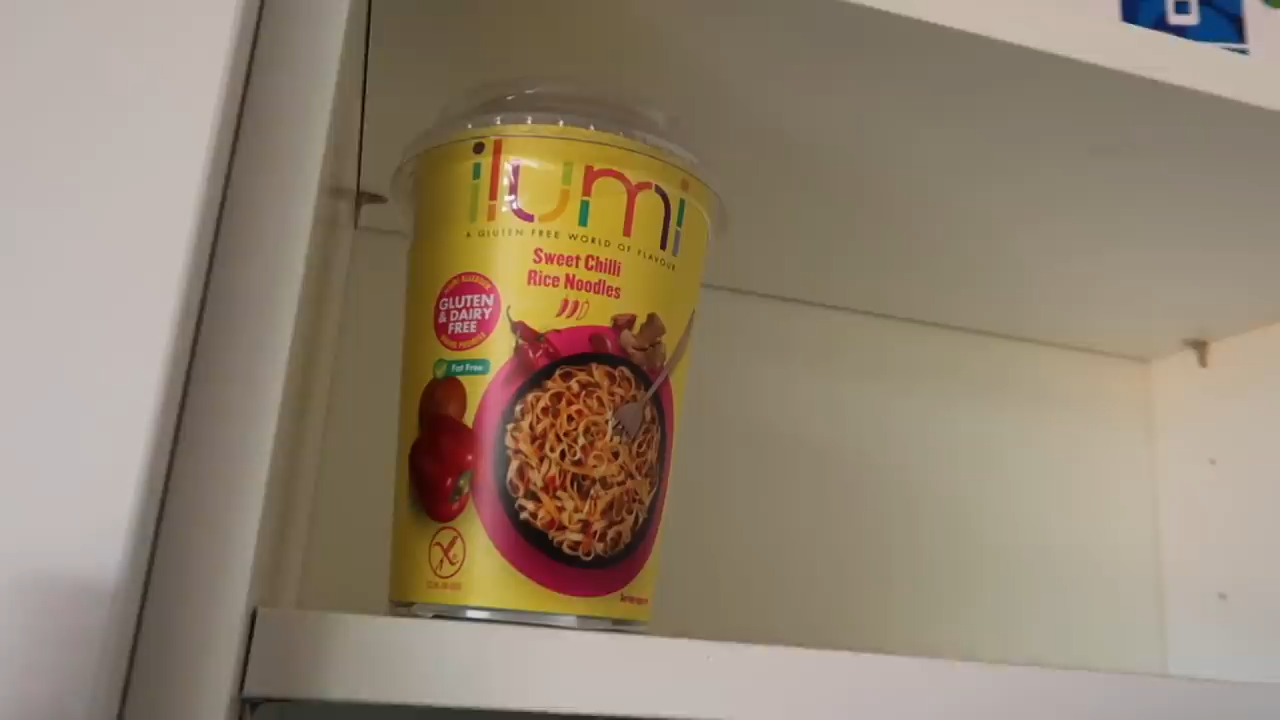 ilumi
A GLUTEN FREE WORLD OF FLAVOUR
Sweet Chilli
Rice Noodles
GLUTEN
& DAIRY
FREE
Fat Free